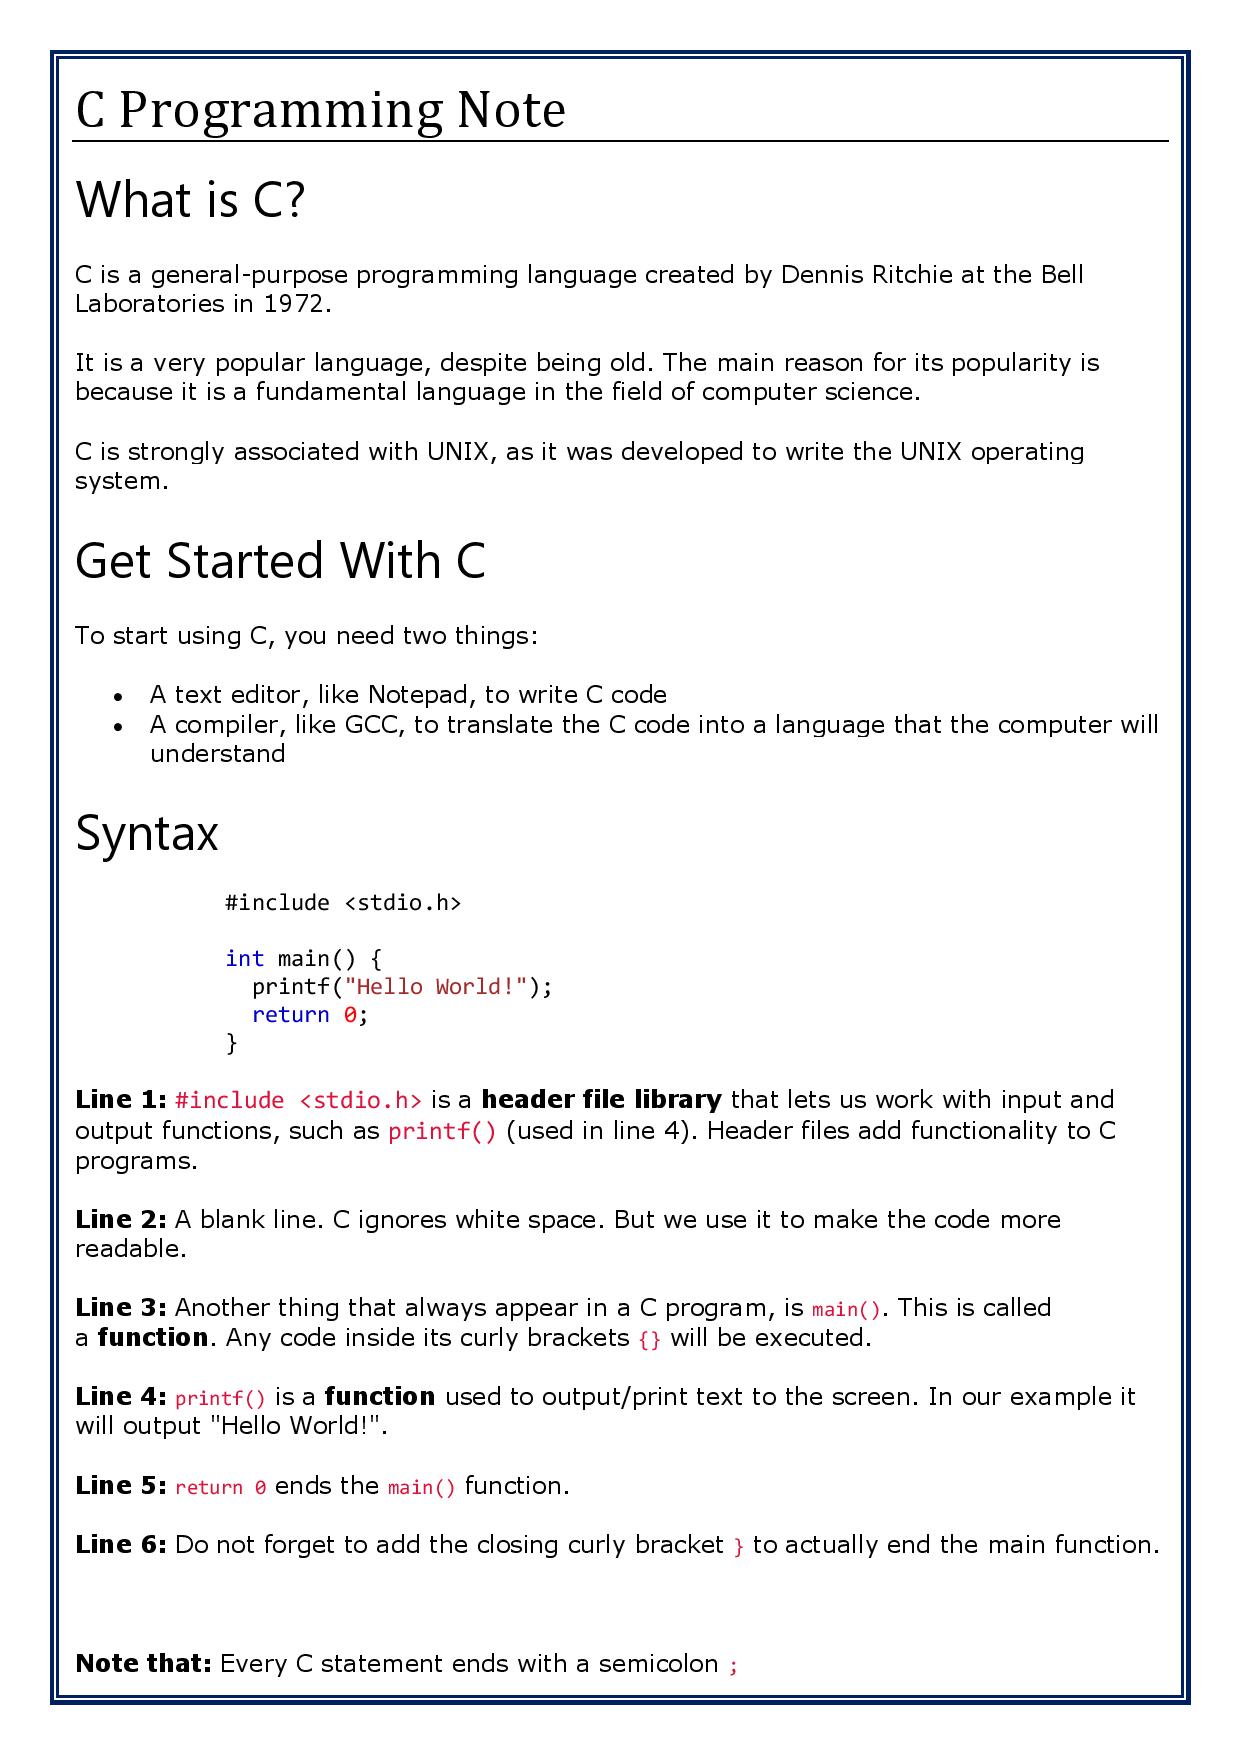 C Programming Note
What is C?
C is a general-purpose programming language created by Dennis Ritchie at the Bell
Laboratories in 1972.
It is a very popular language, despite being old. The main reason for its popularity is
because it is a fundamental language in the field of computer science.
C is strongly associated with UNIX, as it was developed to write the UNIX operating
system.
Get Started With C
To start using C, you need two things:
• A text editor, like Notepad, to write C code
• A compiler, like GCC, to translate the C code into a language that the computer will
understand
Syntax
#include <stdio.h>
int main() {
  printf("Hello World!");
  return 0;
}
Line 1: #include <stdio.h> is a header file library that lets us work with input and
output functions, such as printf() (used in line 4). Header files add functionality to C
programs.
Line 2: A blank line. C ignores white space. But we use it to make the code more
readable.
Line 3: Another thing that always appear in a C program, is main(). This is called
a function. Any code inside its curly brackets {} will be executed.
Line 4: printf() is a function used to output/print text to the screen. In our example it
will output "Hello World!".
Line 5: return 0 ends the main() function.
Line 6: Do not forget to add the closing curly bracket } to actually end the main function.
Note that: Every C statement ends with a semicolon ;